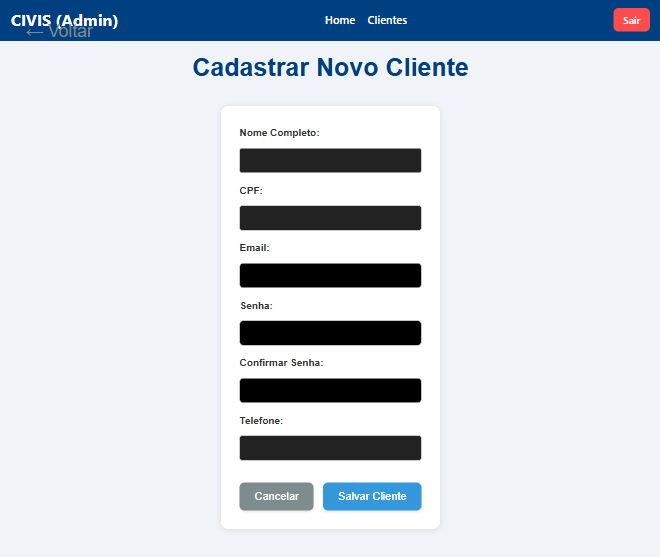 CIVIS (Admin)
Home
Clientes
Sair
← Voltar
Cadastrar Novo Cliente
Nome Completo:
CPF:
Email:
Senha:
Confirmar Senha:
Telefone:
Cancelar
Salvar Cliente